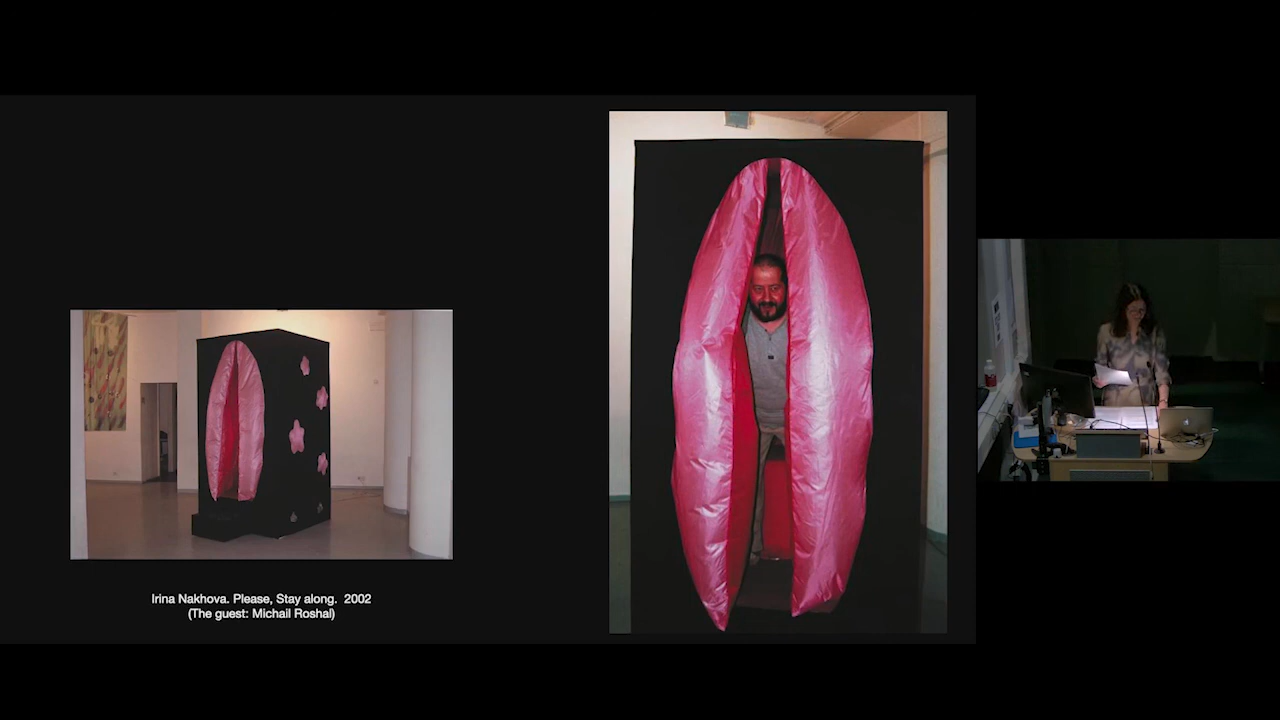 Irina Nakhova. Please, Stay along. 2002
(The guest: Michail Roshal)